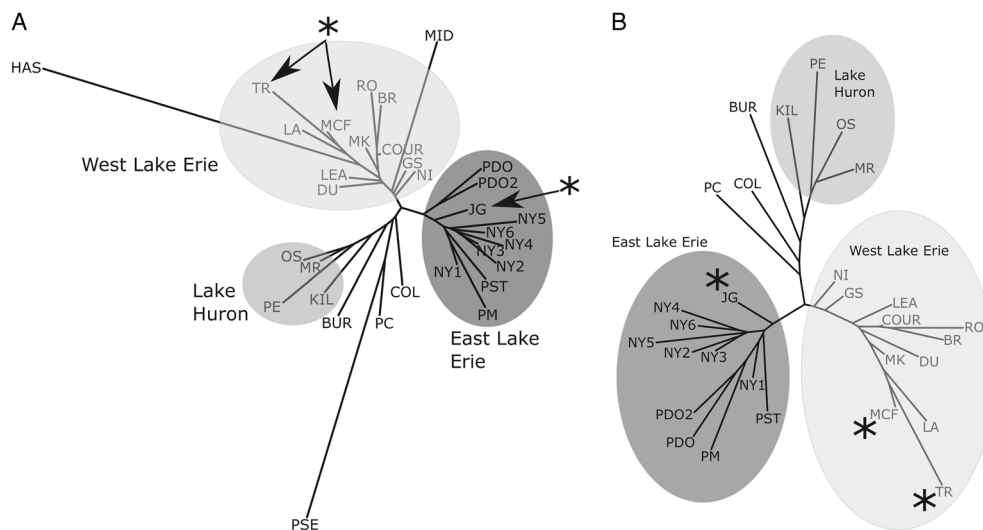 A
*
MID
HAS
TR
RO
BR
LA
MCF
MK
COUR
GS
NI
LEA
DU
West Lake Erie
PDO
PDO2
*
JG
NY5
NY6
NY4
NY3
NY2
NY1
PST
PM
East Lake
Erie
OS
MR
PE
KIL
Lake
Huron
BUR
PC
COL
PSE
B
PE
Lake
Huron
KIL
OS
MR
BUR
COL
PC
East Lake Erie
West Lake Erie
*
JG
NY4
NY6
NY5
NY2
NY3
NY1
PDO2
PDO
PM
PST
NI
GS
LEA
COUR
RO
BR
DU
MK
MCF
*
LA
TR
*